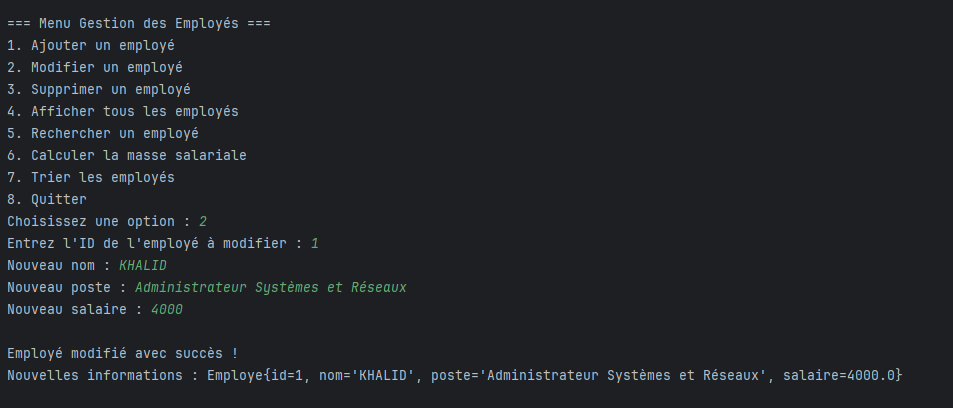 === Menu Gestion des Employés ===
1. Ajouter un employé
2. Modifier un employé
3. Supprimer un employé
4. Afficher tous les employés
5. Rechercher un employé
6. Calculer la masse salariale
7. Trier les employés
8. Quitter
Choisissez une option : 2
Entrez l'ID de l'employé à modifier : 1
Nouveau nom : KHALID
Nouveau poste : Administrateur Systèmes et Réseaux
Nouveau salaire : 4000
Employé modifié avec succès !
Nouvelles informations : Employe{id=1, nom='KHALID', poste='Administrateur Systèmes et Réseaux', salaire=4000.0}